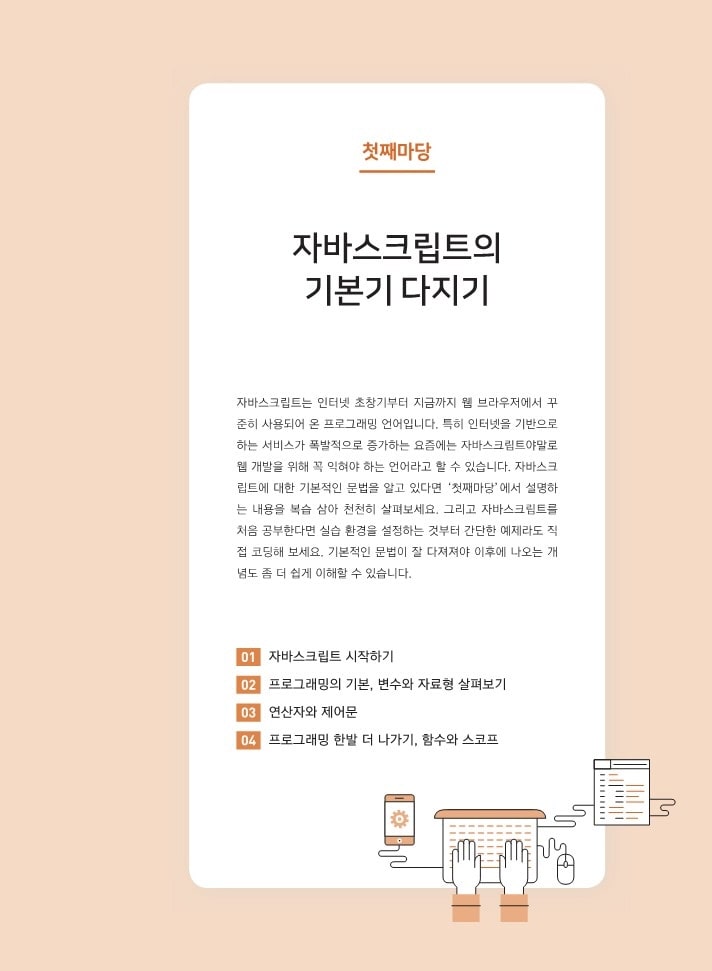 첫째마당
자바스크립트의
기본기 다지기
자바스크립트는 인터넷 초창기부터 지금까지 웹 브라우저에서 꾸
준히 사용되어 온 프로그래밍 언어입니다. 특히 인터넷을 기반으로
하는 서비스가 폭발적으로 증가하는 요즘에는 자바스크립트야말로
웹 개발을 위해 꼭 익혀야 하는 언어라고 할 수 있습니다. 자바스크
립트에 대한 기본적인 문법을 알고 있다면 ‘첫째마당’에서 설명하
는 내용을 복습 삼아 천천히 살펴보세요. 그리고 자바스크립트를
처음 공부한다면 실습 환경을 설정하는 것부터 간단한 예제라도 직
접 코딩해 보세요. 기본적인 문법이 잘 다져져야 이후에 나오는 개
념도 좀 더 쉽게 이해할 수 있습니다.
01 자바스크립트 시작하기
02 프로그래밍의 기본, 변수와 자료형 살펴보기
03 연산자와 제어문
04 프로그래밍 한발 더 나가기, 함수와 스코프